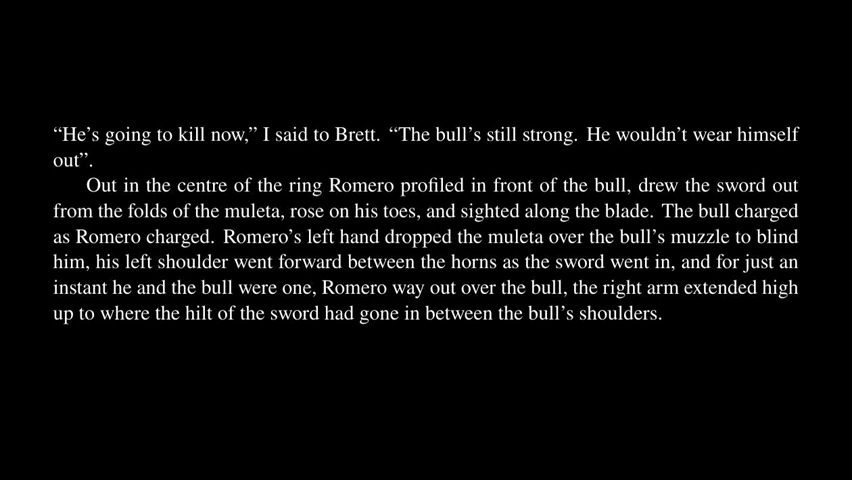 “He’s going to kill now,” I said to Brett. “The bull’s still strong. He wouldn’t wear himself
out”.
Out in the centre of the ring Romero profiled in front of the bull, drew the sword out
from the folds of the muleta, rose on his toes, and sighted along the blade. The bull charged
as Romero charged. Romero’s left hand dropped the muleta over the bull’s muzzle to blind
him, his left shoulder went forward between the horns as the sword went in, and for just an
instant he and the bull were one, Romero way out over the bull, the right arm extended high
up to where the hilt of the sword had gone in between the bull’s shoulders.